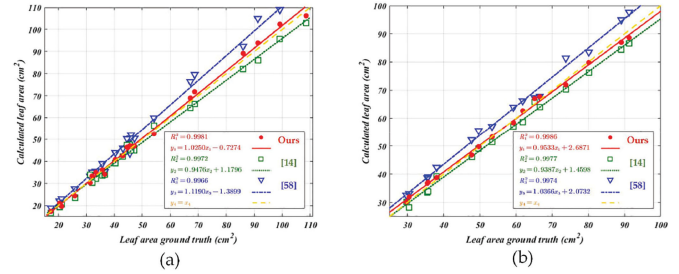 (a)
Calculated leaf area (cm²)
110
100
90
80
70
60
50
40
30
20
20 30 40 50 60 70 80 90 100 110
Leaf area ground truth (cm²)
R₁²=0.9981
y₁=1.0250x₁−0.7274
R₂²=0.9972
y₂=0.9476x₂+1.1796
R₃²=0.9966
y₃=1.1190x₃−1.3899
y₄=x₄
Ours
[14]
[58]
(a)
(b)
Calculated leaf area (cm²)
100
90
80
70
60
50
40
30
30 40 50 60 70 80 90 100
Leaf area ground truth (cm²)
R₁²=0.9986
y₁=0.9533x₁+2.6871
R₂²=0.9977
y₂=0.9387x₂+1.4598
R₃²=0.9974
y₃=1.0366x₃+2.0732
y₄=x₄
Ours
[14]
[58]
(b)